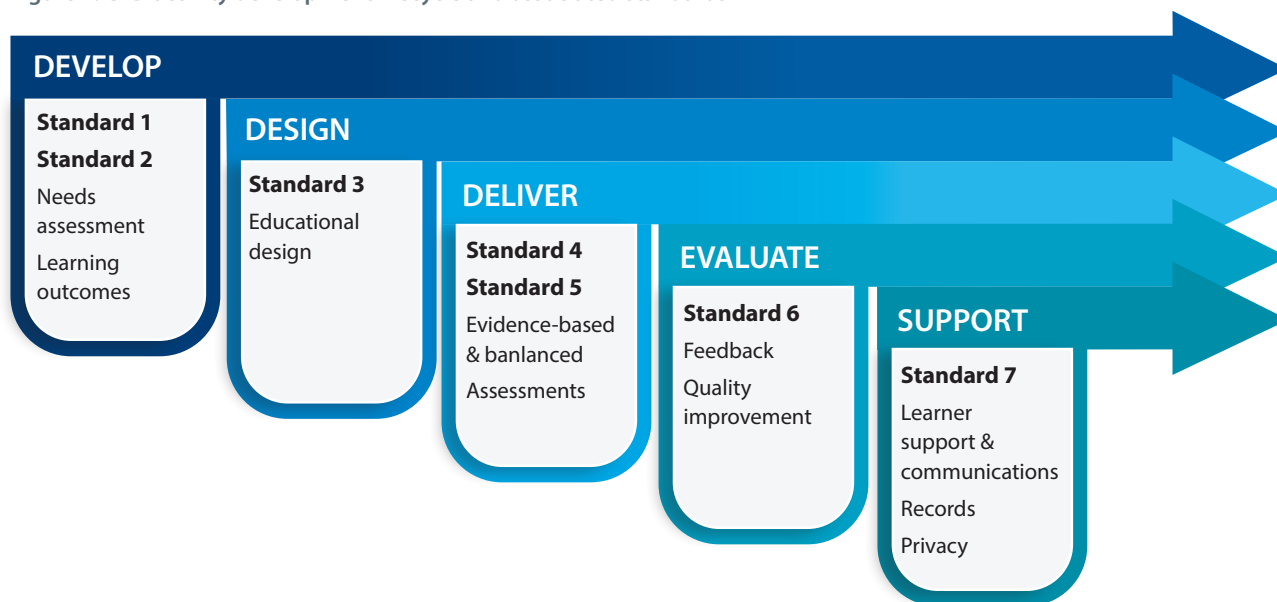 DEVELOP
Standard 1
Standard 2
Needs
assessment
Learning
outcomes
DESIGN
Standard 3
Educational
design
DELIVER
Standard 4
Standard 5
Evidence-based
& banlanced
Assessments
EVALUATE
Standard 6
Feedback
Quality
improvement
SUPPORT
Standard 7
Learner
support &
communications
Records
Privacy